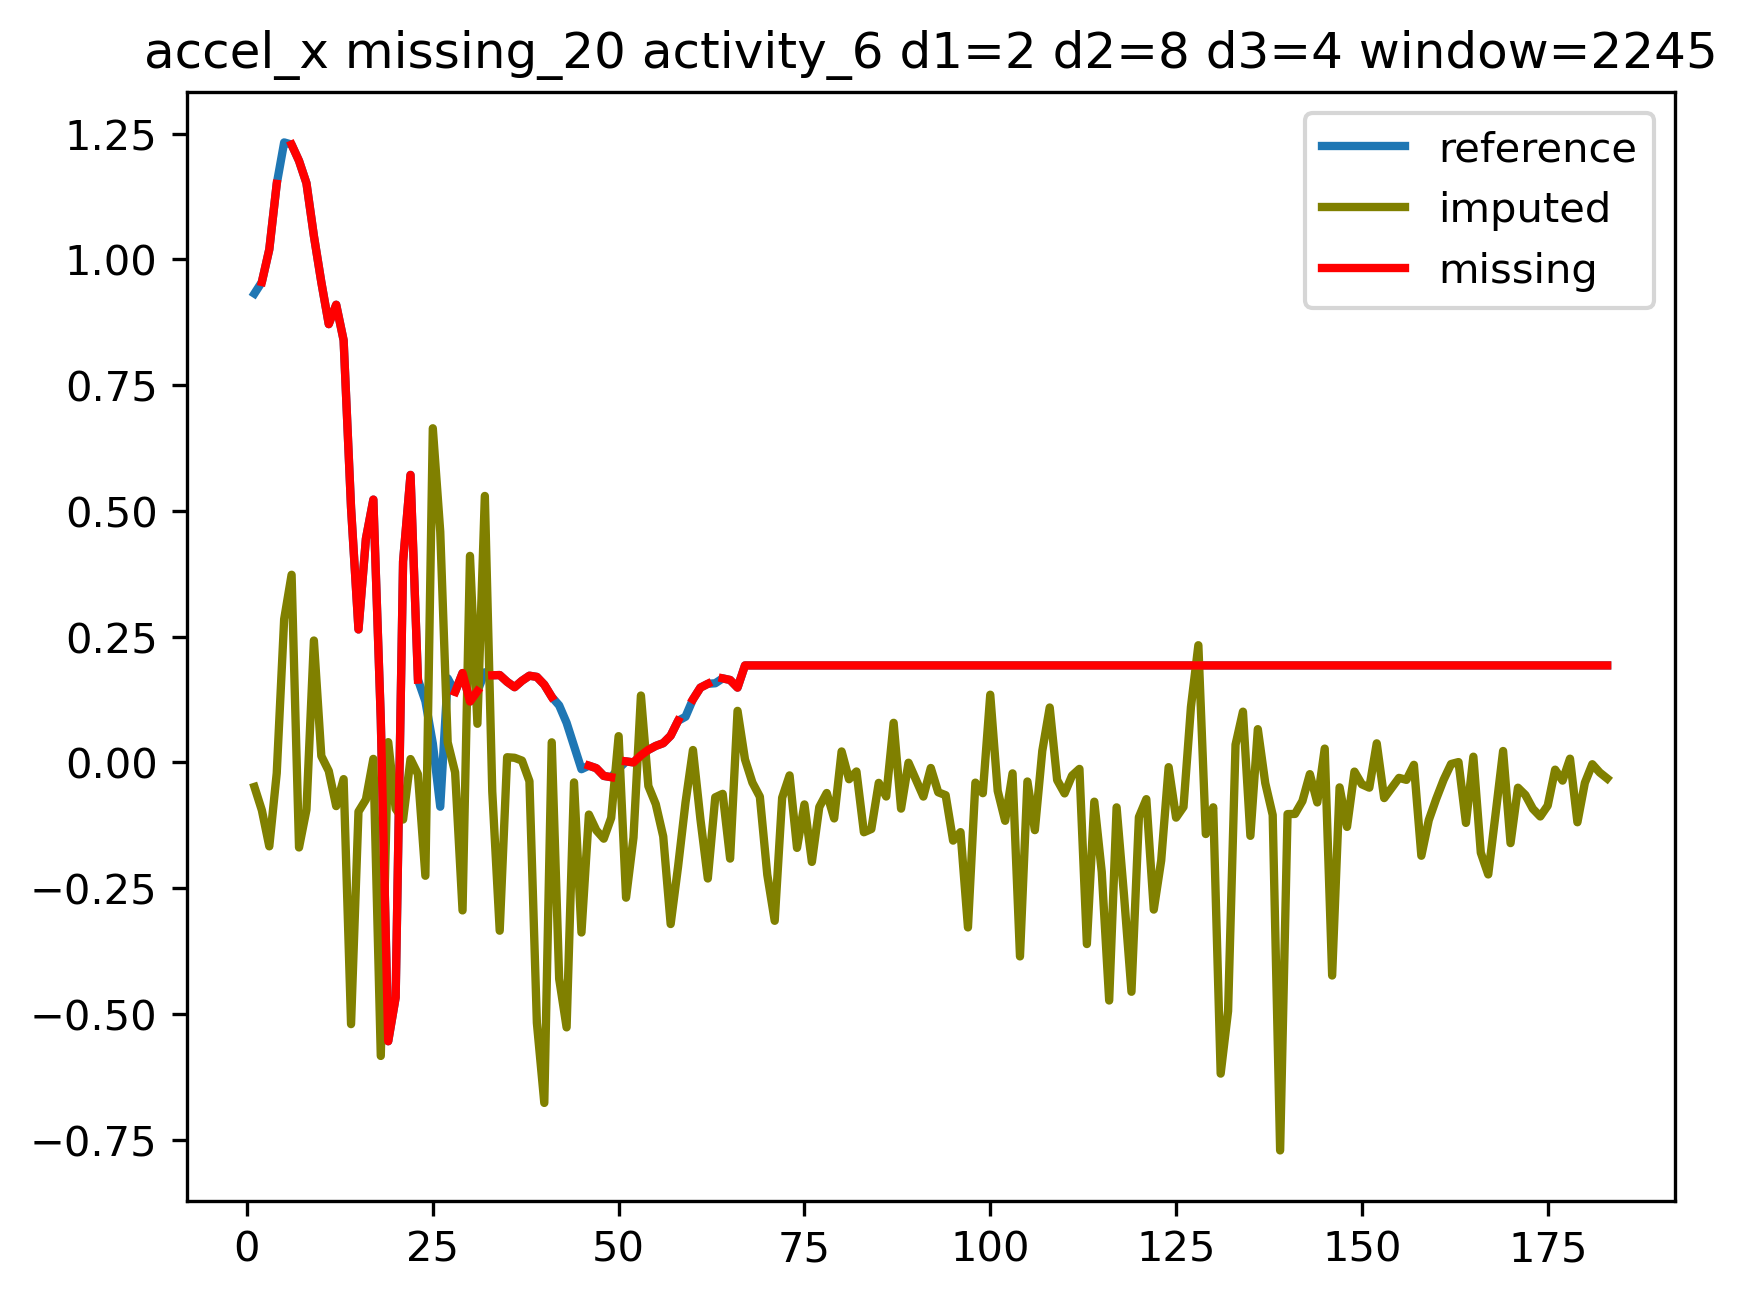 accel_x missing_20 activity_6 d1=2 d2=8 d3=4 window=2245
1.25
1.00
0.75
0.50
0.25
0.00
−0.25
−0.50
−0.75
reference
imputed
missing
0 25 50 75 100 125 150 175